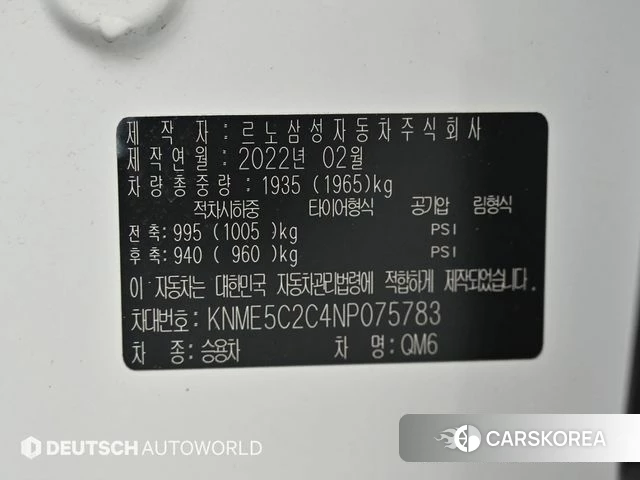 제 작 자 : 르노삼성자동차주식회사
제작연월 : 2022년 02월
차량총중량 : 1935 (1965)kg
적차시하중 타이어형식 공기압 림형식
전 축: 995 (1005)kg PSI
후 축: 940 ( 960)kg PSI
이 자동차는 대한민국 자동차관리법령에 적합하게 제작되었습니다.
차대번호: KNME5C2C4NP075783
차 종: 승용차 차 명: QM6
DEUTSCH AUTOWORLD
CARSKOREA